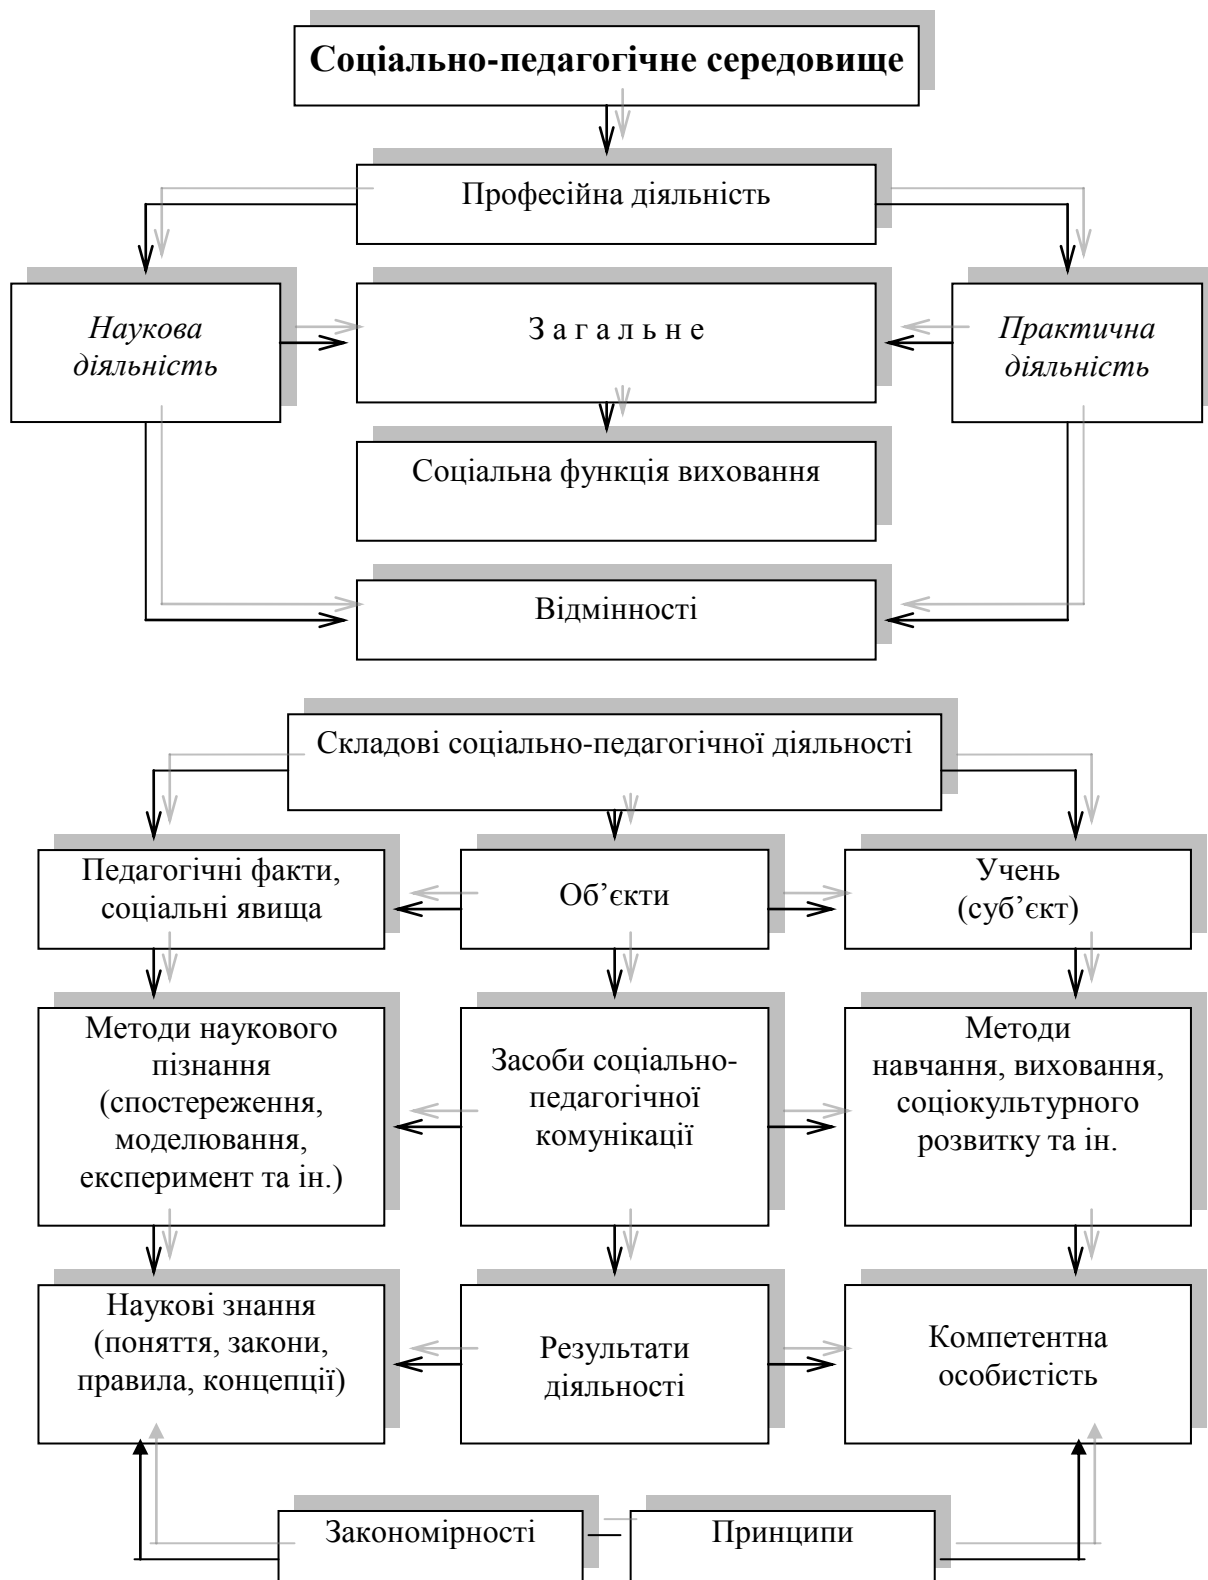 Соціально-педагогічне середовище
Професійна діяльність
Наукова
діяльність
З а г а л ь н е
Практична
діяльність
Соціальна функція виховання
Відмінності
Складові соціально-педагогічної діяльності
Педагогічні факти,
соціальні явища
Об’єкти
Учень
(суб’єкт)
Методи наукового
пізнання
(спостереження,
моделювання,
експеримент та ін.)
Засоби соціально-
педагогічної
комунікації
Методи
навчання, виховання,
соціокультурного
розвитку та ін.
Наукові знання
(поняття, закони,
правила, концепції)
Результати
діяльності
Компетентна
особистість
Закономірності
Принципи